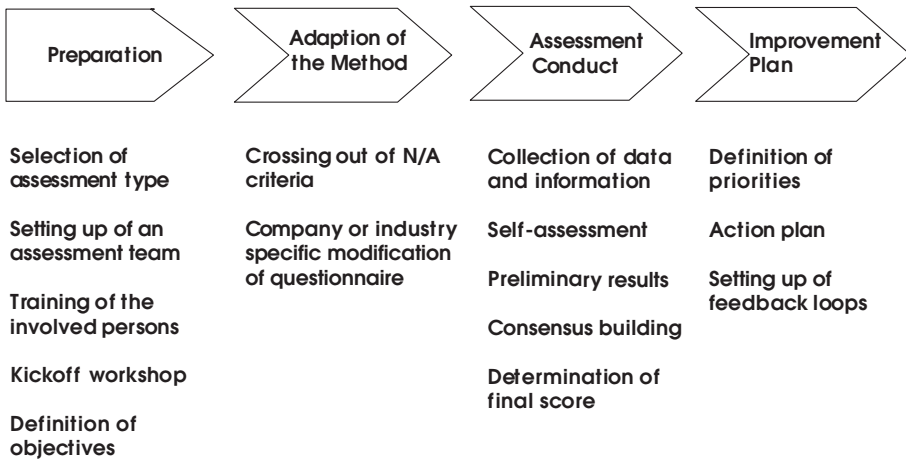 Preparation
Adaption of
the Method
Assessment
Conduct
Improvement
Plan
Selection of
assessment type
Setting up of an
assessment team
Training of the
involved persons
Kickoff workshop
Definition of
objectives
Crossing out of N/A
criteria
Company or industry
specific modification
of questionnaire
Collection of data
and information
Self-assessment
Preliminary results
Consensus building
Determination of
final score
Definition of
priorities
Action plan
Setting up of
feedback loops